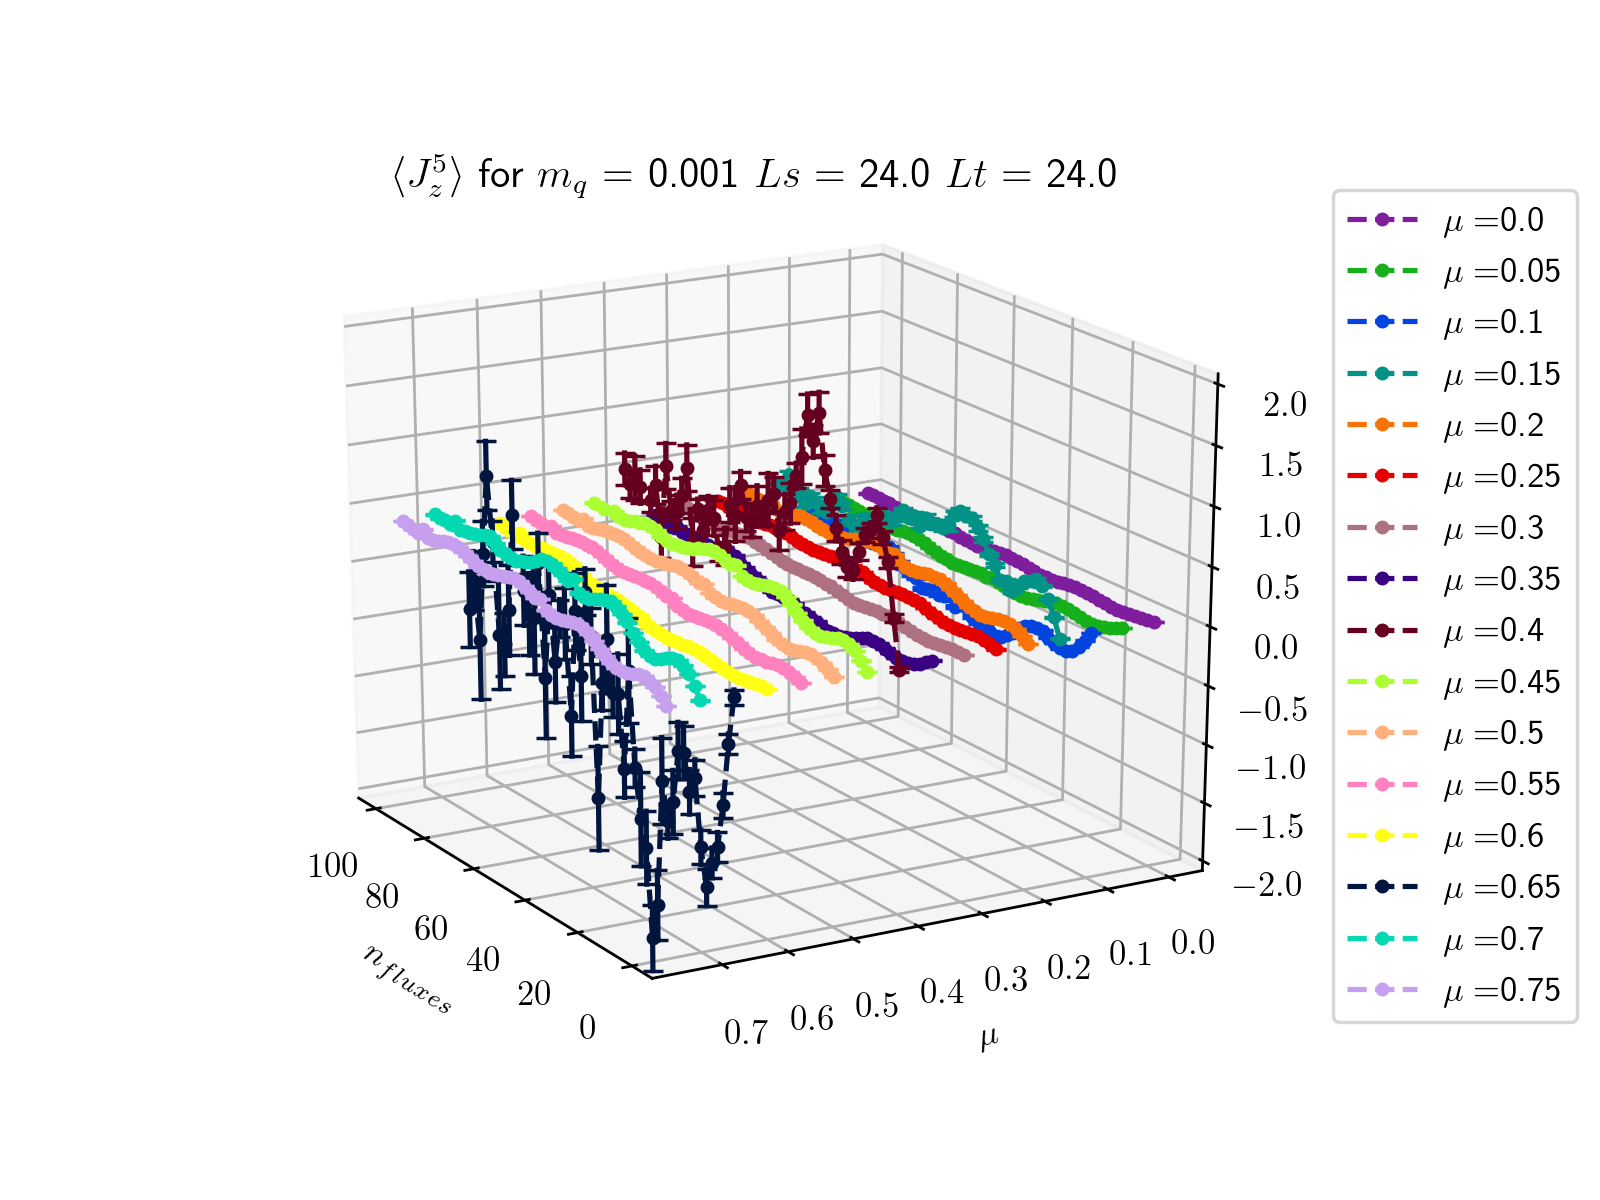 ⟨J_z^5⟩ for m_q = 0.001 Ls = 24.0 Lt = 24.0
μ =0.0
μ =0.05
μ =0.1
μ =0.15
μ =0.2
μ =0.25
μ =0.3
μ =0.35
μ =0.4
μ =0.45
μ =0.5
μ =0.55
μ =0.6
μ =0.65
μ =0.7
μ =0.75
2.0
1.5
1.0
0.5
0.0
−0.5
−1.0
−1.5
−2.0
100
80
60
40
20
0
n_fluxes
0.7
0.6
0.5
0.4
0.3
0.2
0.1
0.0
μ